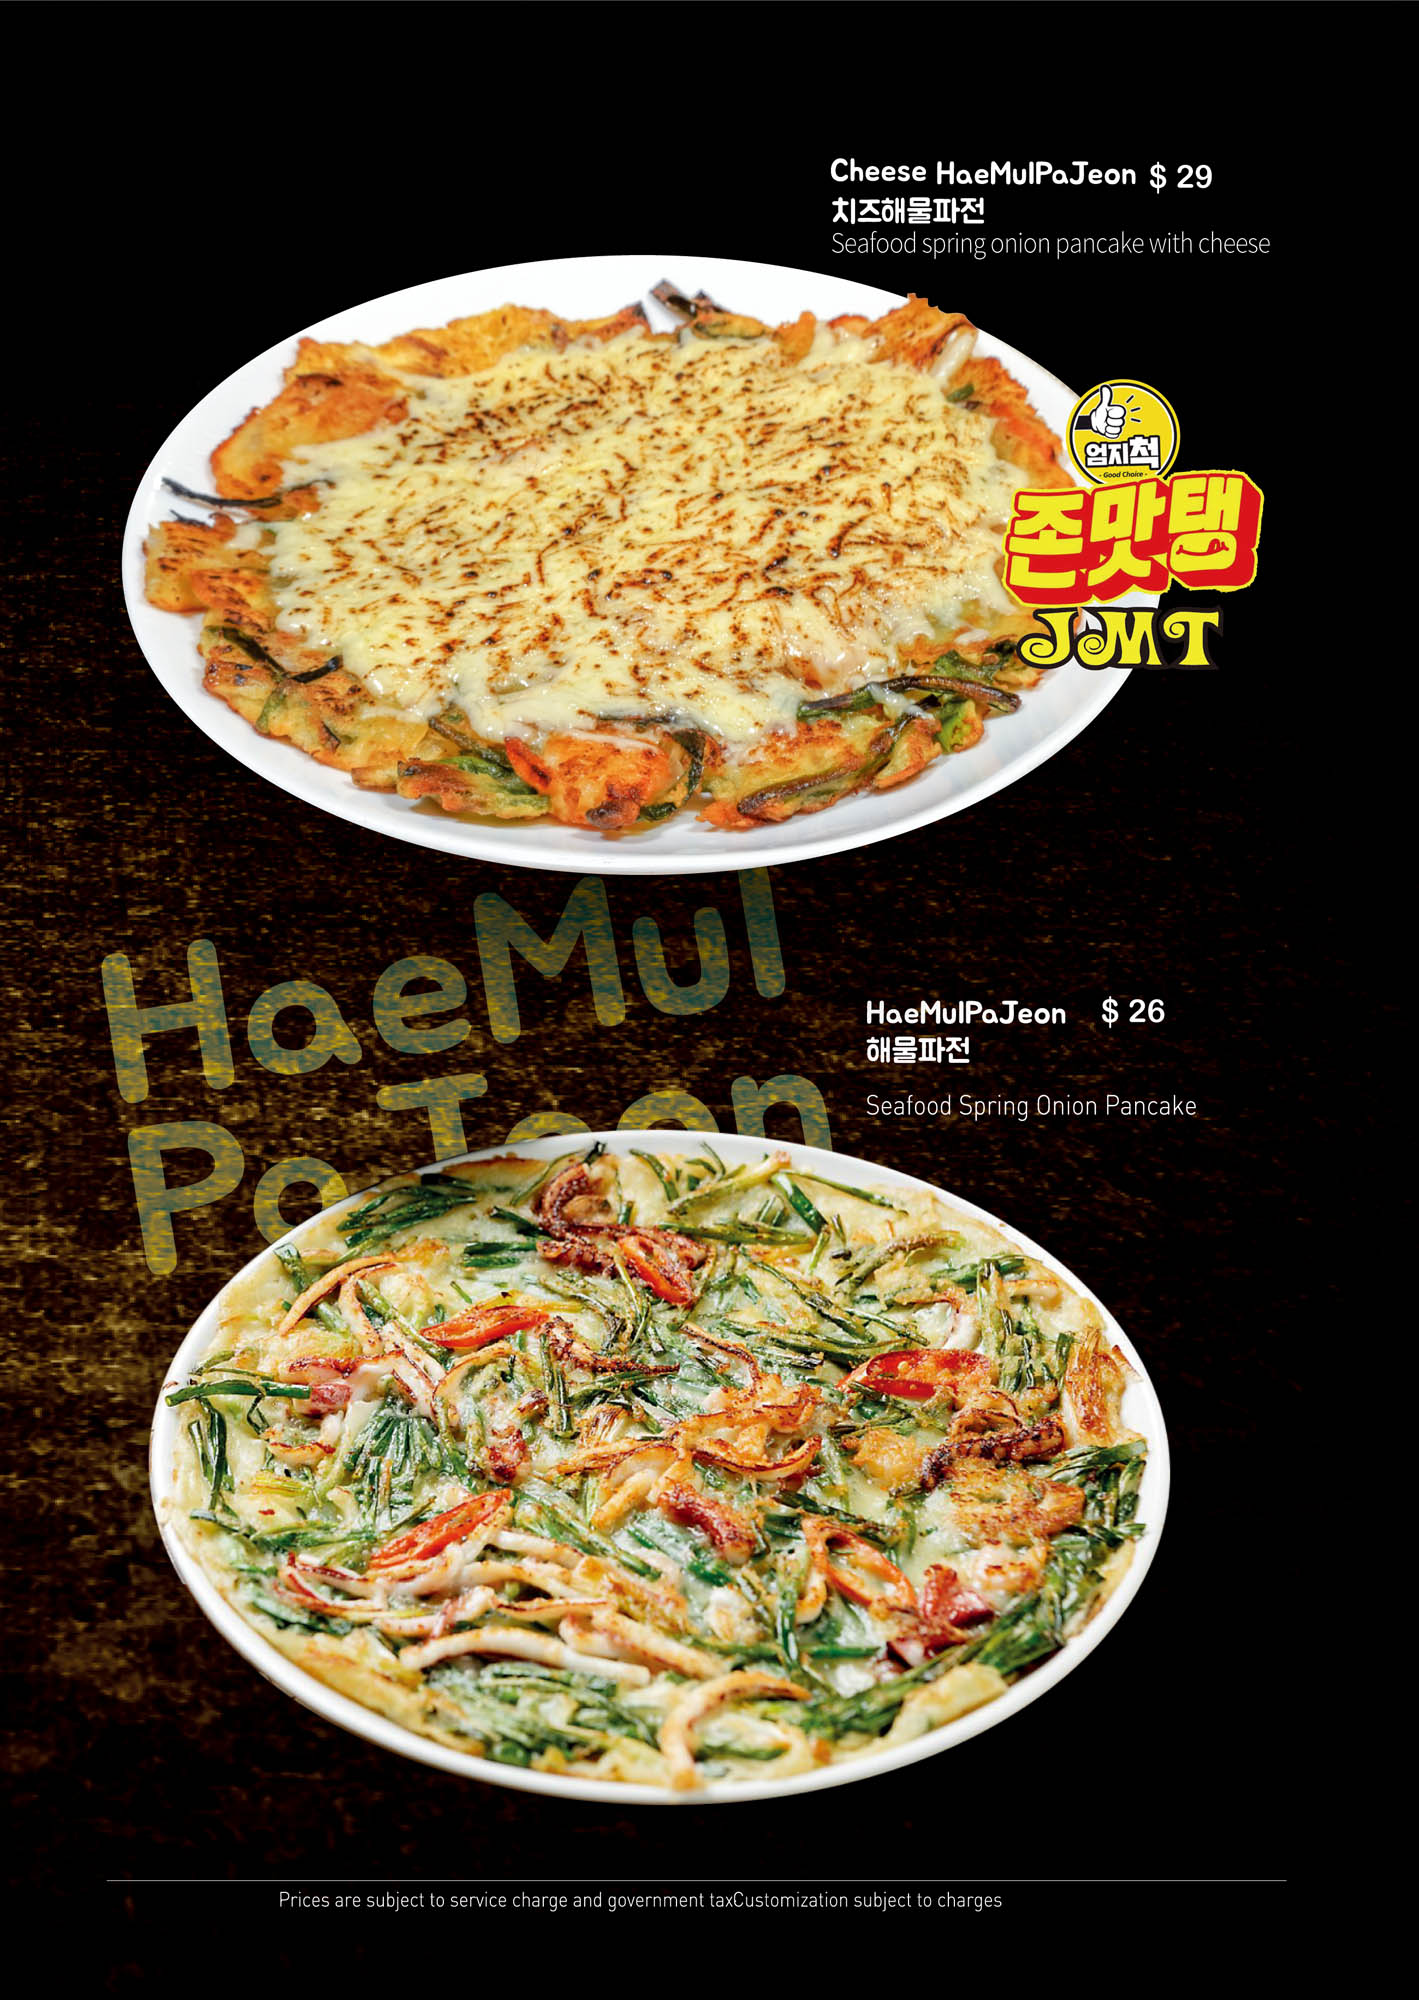 Cheese HaeMulPaJeon $ 29
치즈해물파전
Seafood spring onion pancake with cheese
엄지척
- Good Choice -
존맛탱
JMT
HaeMul
PaJeon
HaeMulPaJeon $ 26
해물파전
Seafood Spring Onion Pancake
Prices are subject to service charge and government taxCustomization subject to charges